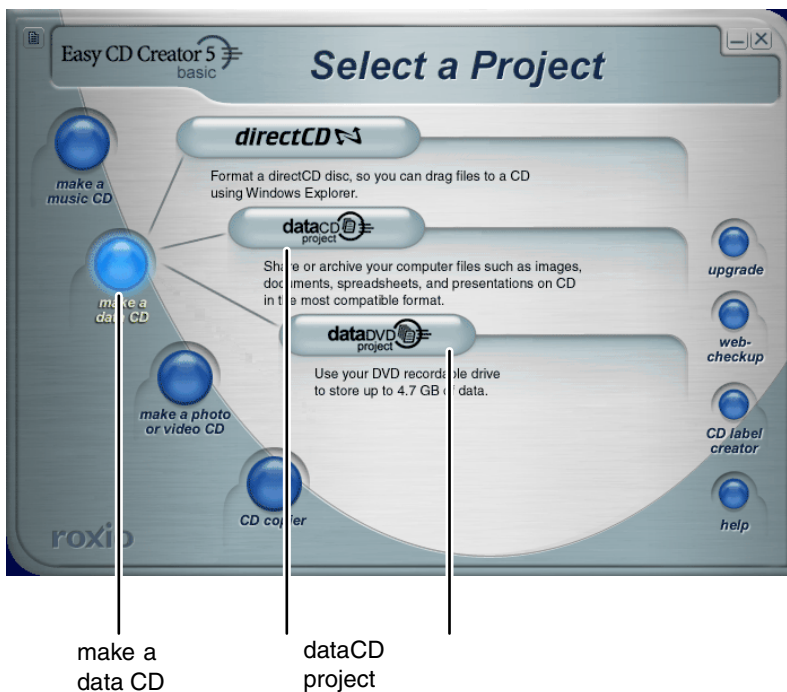 Easy CD Creator 5
basic
Select a Project
make a
music CD
directCD
Format a directCD disc, so you can drag files to a CD
using Windows Explorer.
make a
data CD
dataCD
project
Share or archive your computer files such as images,
documents, spreadsheets, and presentations on CD
in the most compatible format.
dataDVD
project
Use your DVD recordable drive
to store up to 4.7 GB of data.
make a photo
or video CD
CD copier
upgrade
web-
checkup
CD label
creator
help
roxio
make a
data CD
dataCD
project